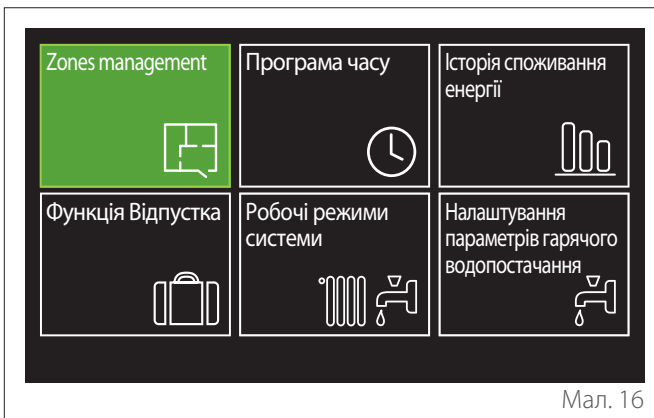 Zones management
Програма часу
Історія споживання
енергії
Функція Відпустка
Робочі режими
системи
Налаштування
параметрів гарячого
водопостачання
Мал. 16